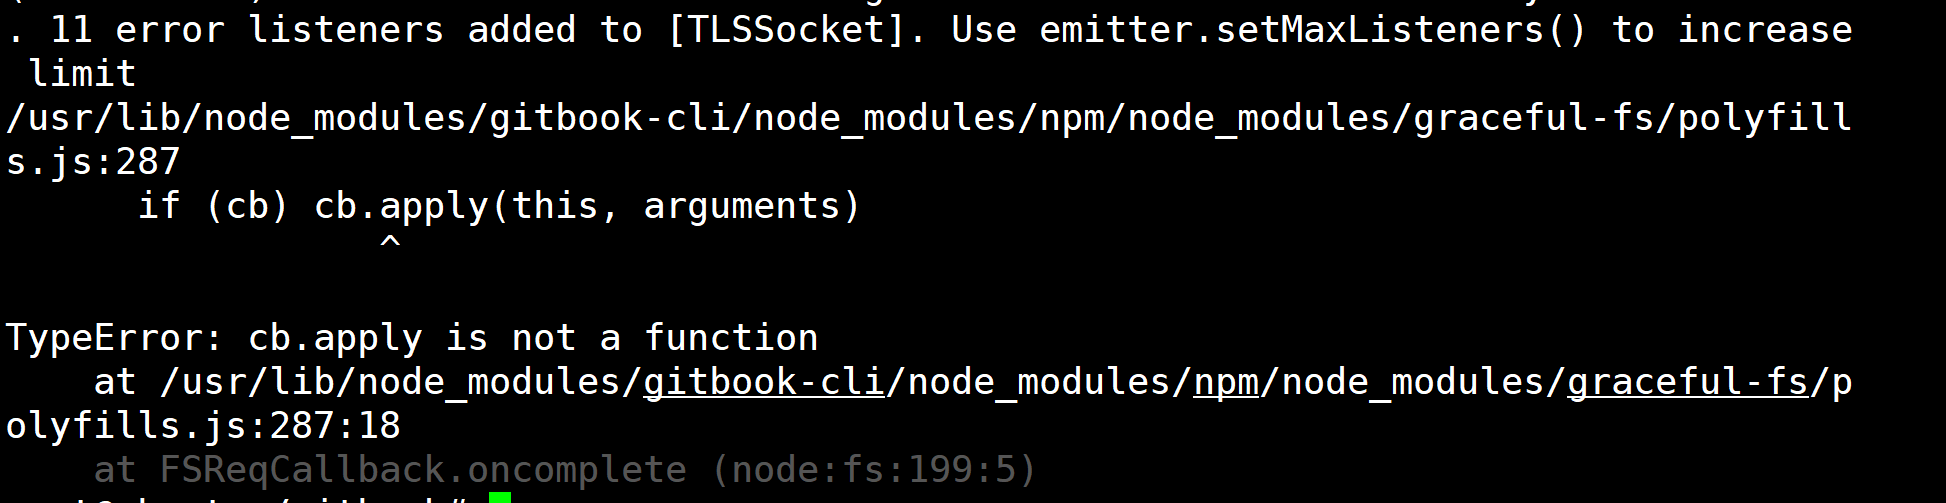 . 11 error listeners added to [TLSSocket]. Use emitter.setMaxListeners() to increase
 limit
/usr/lib/node_modules/gitbook-cli/node_modules/npm/node_modules/graceful-fs/polyfill
s.js:287
      if (cb) cb.apply(this, arguments)
                 ^
TypeError: cb.apply is not a function
    at /usr/lib/node_modules/gitbook-cli/node_modules/npm/node_modules/graceful-fs/p
olyfills.js:287:18
    at FSReqCallback.oncomplete (node:fs:199:5)